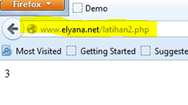 Firefox
Demo
www.elyana.net/latihan2.php
Most Visited
Getting Started
Suggeste
3